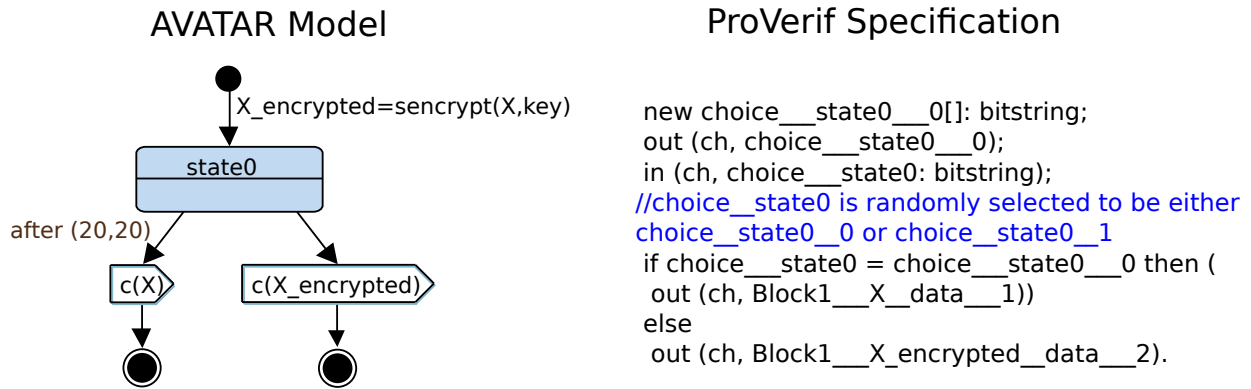 AVATAR Model
X_encrypted=sencrypt(X,key)
state0
after (20,20)
c(X)
c(X_encrypted)
ProVerif Specification
new choice___state0___0[]: bitstring;
out (ch, choice___state0___0);
in (ch, choice___state0: bitstring);
//choice__state0 is randomly selected to be either
choice__state0__0 or choice__state0__1
if choice___state0 = choice___state0___0 then (
out (ch, Block1___X__data___1))
else
out (ch, Block1___X_encrypted__data___2).